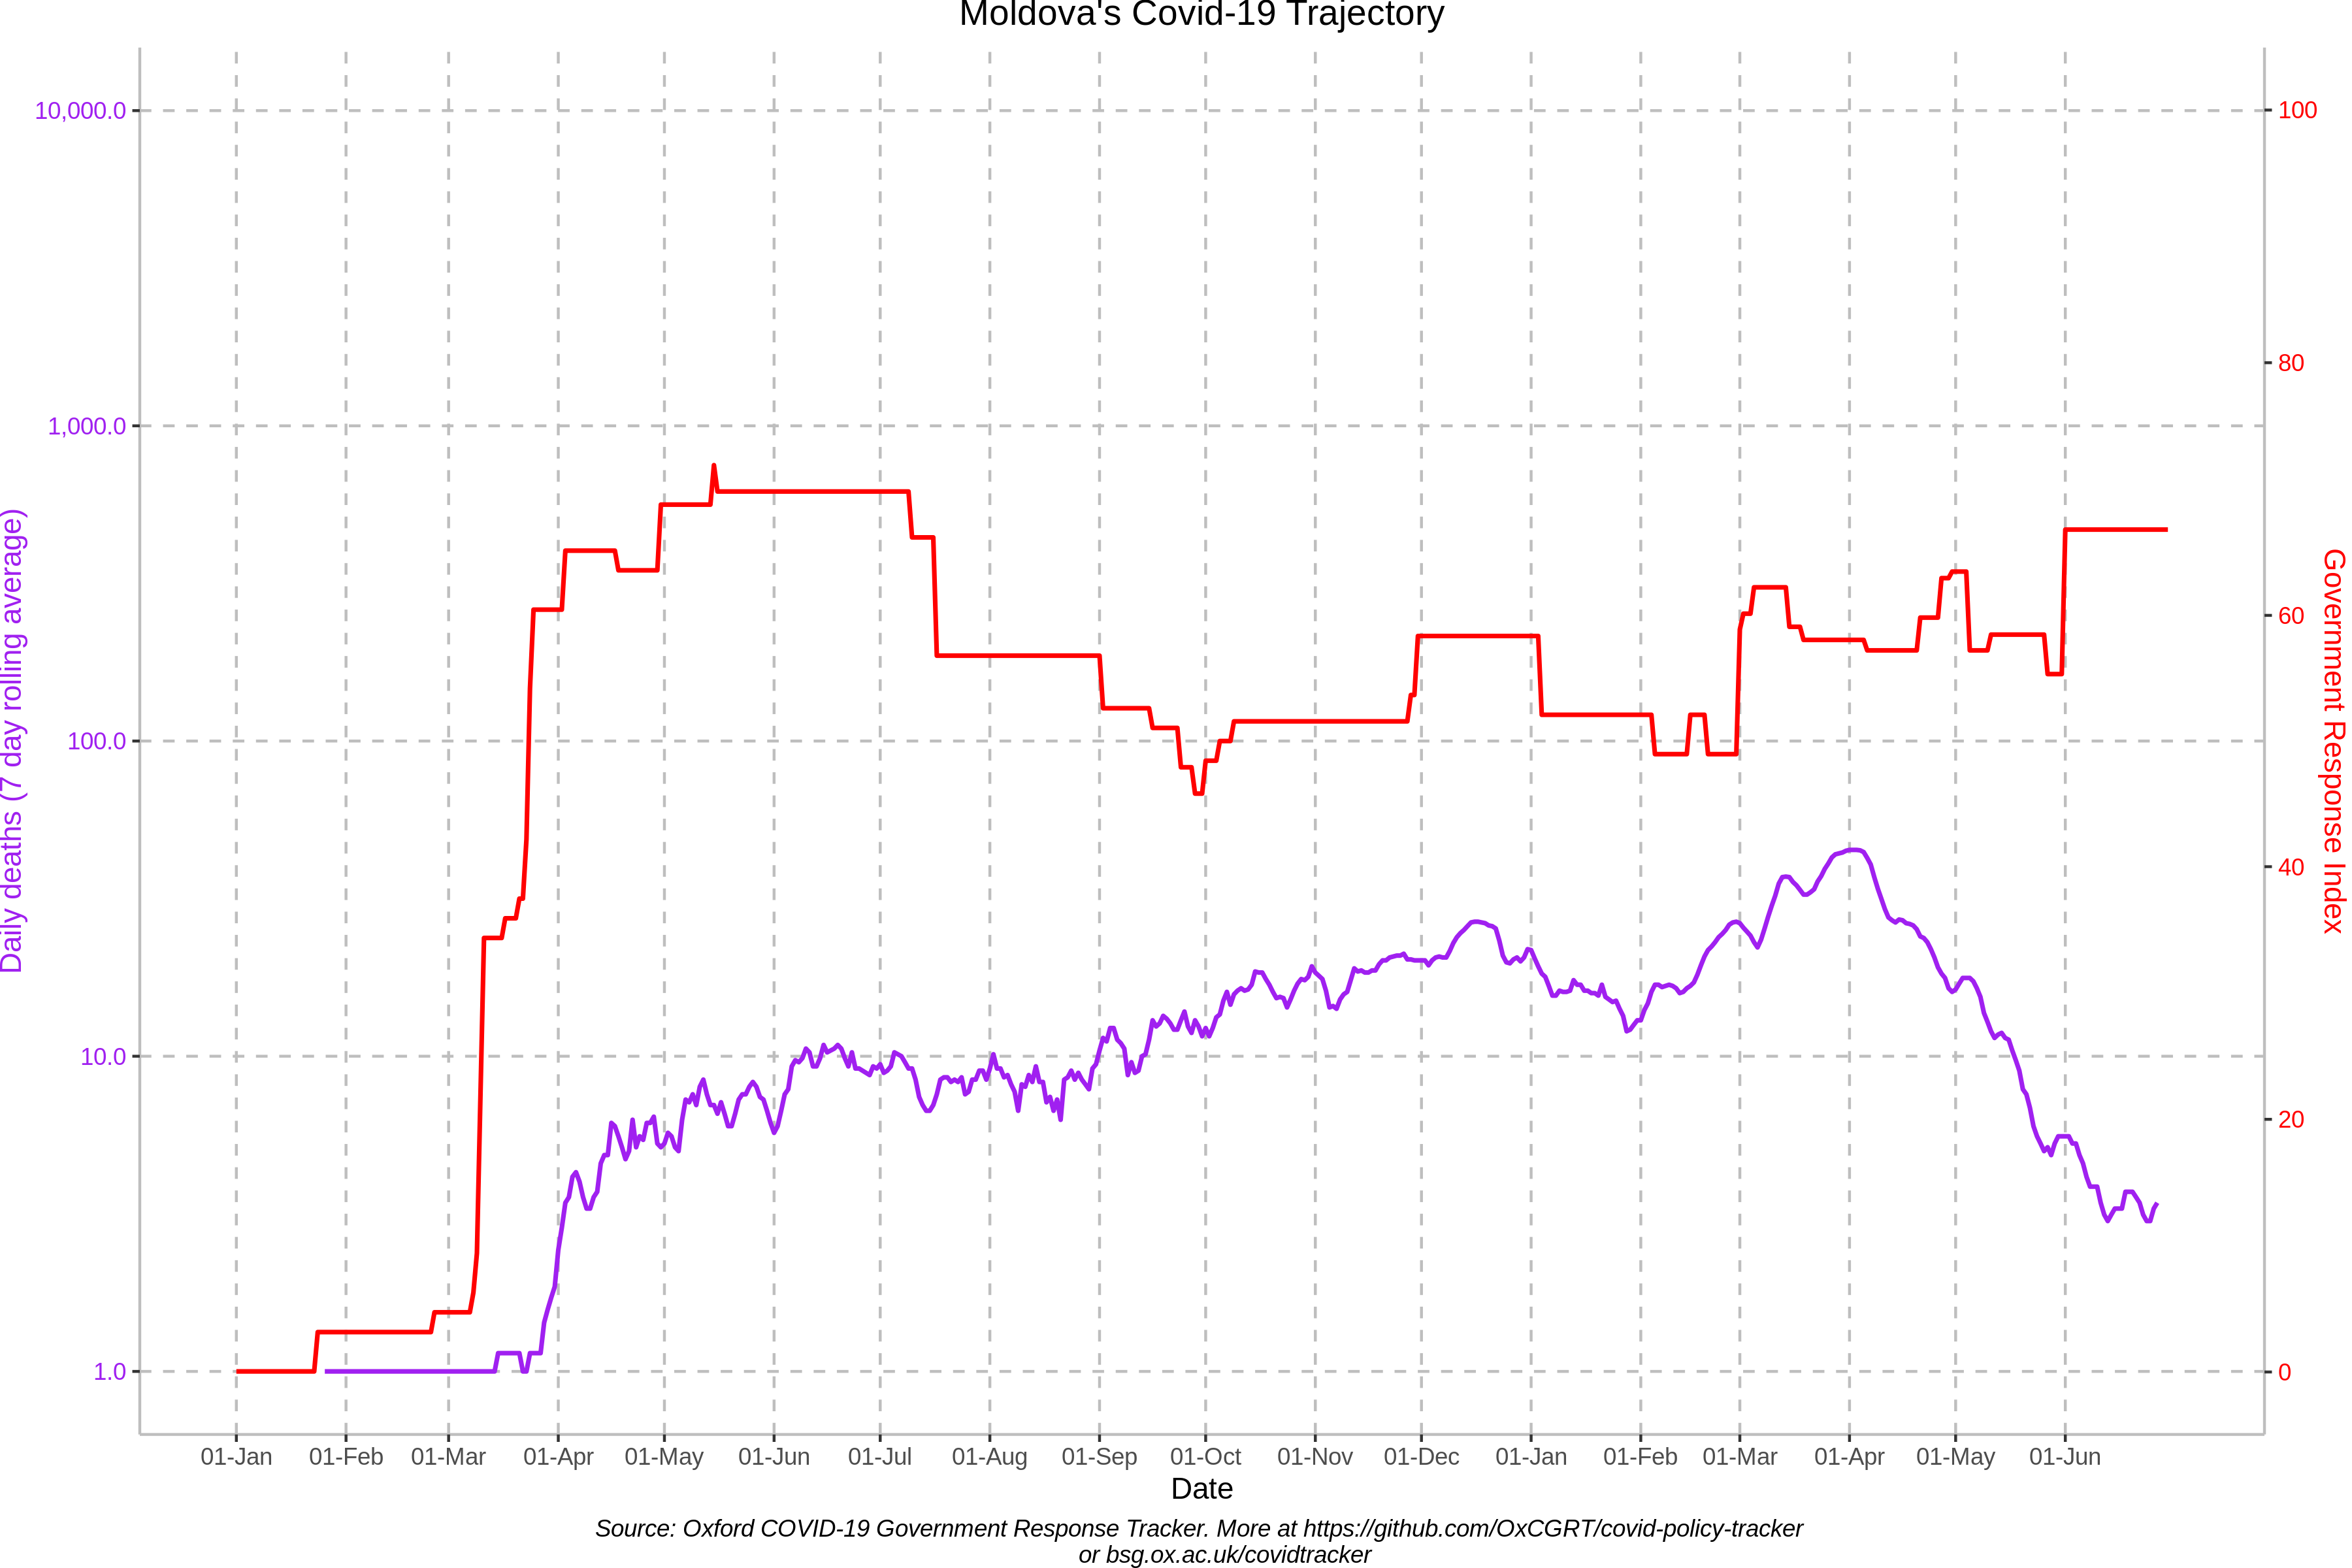 Moldova's Covid-19 Trajectory
10,000.0
1,000.0
100.0
10.0
1.0
Daily deaths (7 day rolling average)
100
80
60
40
20
0
Government Response Index
01-Jan 01-Feb 01-Mar 01-Apr 01-May 01-Jun 01-Jul 01-Aug 01-Sep 01-Oct 01-Nov 01-Dec 01-Jan 01-Feb 01-Mar 01-Apr 01-May 01-Jun
Date
Source: Oxford COVID-19 Government Response Tracker. More at https://github.com/OxCGRT/covid-policy-tracker
or bsg.ox.ac.uk/covidtracker